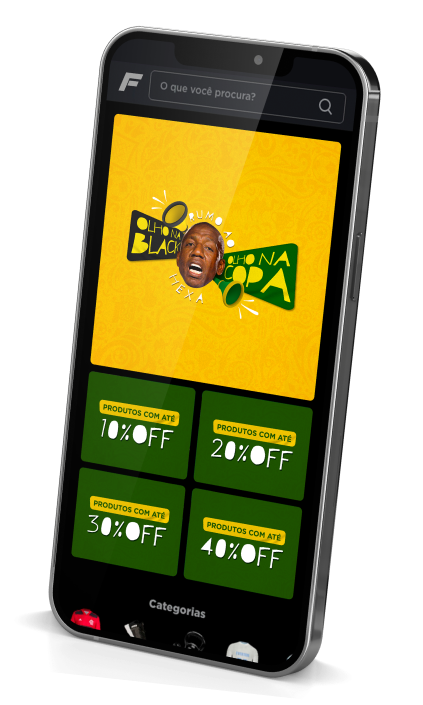 F
O que você procura?
RUMO AO
OLHO NA
BLACK
OLHO NA
COPA
HEXA
PRODUTOS COM ATÉ
10%OFF
PRODUTOS COM ATÉ
20%OFF
PRODUTOS COM ATÉ
30%OFF
PRODUTOS COM ATÉ
40%OFF
Categorias